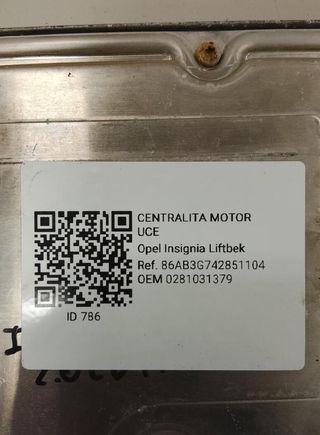 CENTRALITA MOTOR
UCE
Opel Insignia Liftbek
Ref. 86AB3G742851104
OEM 0281031379
ID 786